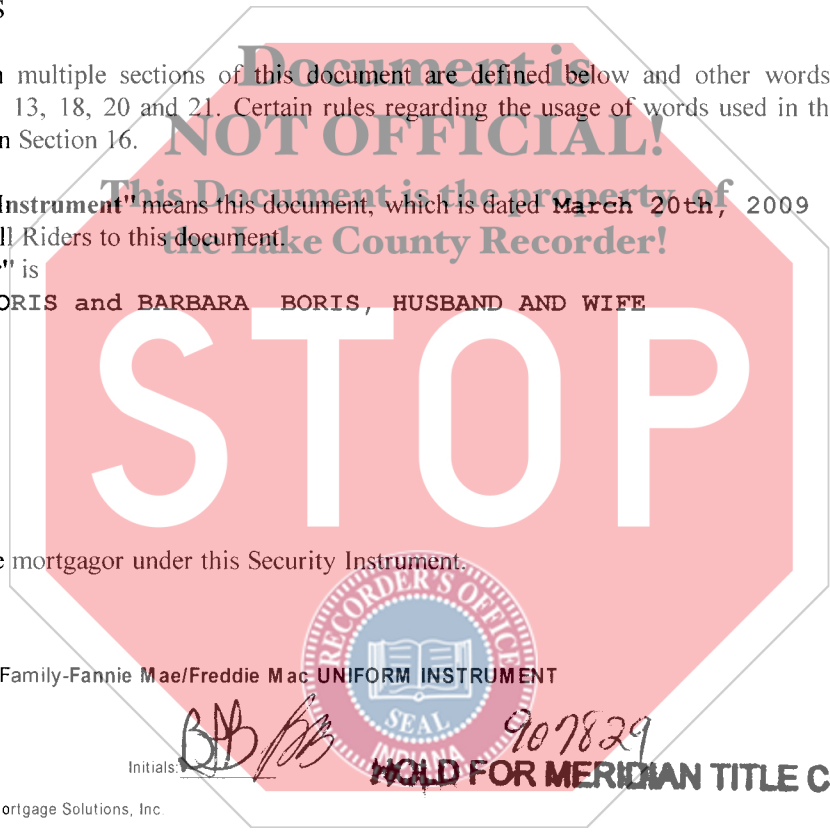 S
Document is
n multiple sections of this document are defined below and other words
13, 18, 20 and 21. Certain rules regarding the usage of words used in th
NOT OFFICIAL!
n Section 16.
This Document is the property of
Instrument" means this document, which is dated March 20th, 2009
ll Riders to this document.
the Lake County Recorder!
" is
ORIS and BARBARA BORIS, HUSBAND AND WIFE
STOP
e mortgagor under this Security Instrument.
RECORDER'S OFFICE
Family-Fannie Mae/Freddie Mac UNIFORM INSTRUMENT
SEAL
INDIANA
907829
Initials: BAB BB
HOLD FOR MERIDIAN TITLE C
ortgage Solutions, Inc